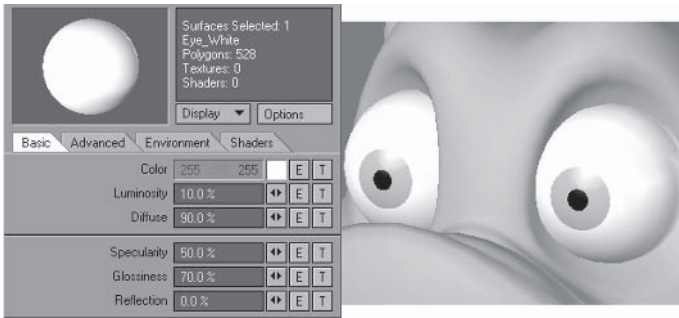 Surfaces Selected: 1
Eye_White
Polygons: 528
Textures: 0
Shaders: 0
Display Options
Basic Advanced Environment Shaders
Color 255 255 E T
Luminosity 10.0 % E T
Diffuse 90.0 % E T
Specularity 50.0 % E T
Glossiness 70.0 % E T
Reflection 0.0 % E T